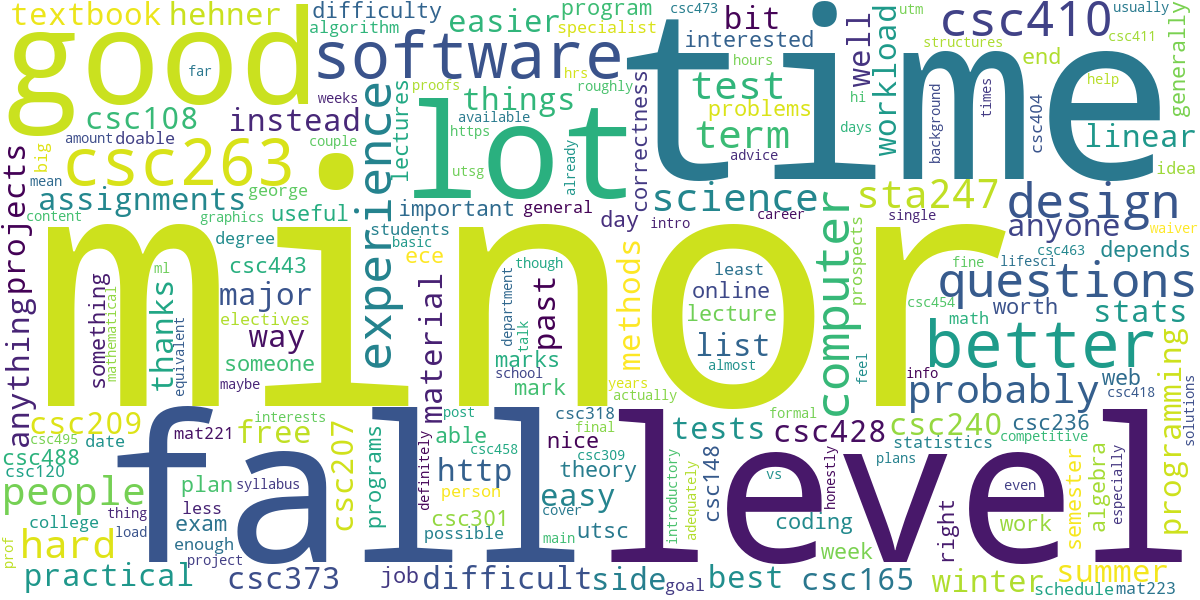 minor
time
fall
level
good
lot
software
csc263
csc410
better
questions
design
computer
experience
science
textbook
hehner
difficulty
algorithm
easier
program
specialist
csc473
bit
interested
utm
structures
usually
csc411
end
generally
well
workload
hours
help
far
csc108
instead
weeks
proofs
hrs
roughly
things
available
https
test
problems
term
advice
correctness
hi
days
background
times
csc404
linear
idea
amount
doable
big
couple
lectures
utsg
already
mean
assignments
george
content
graphics
useful
important
general
day
intro
career
single
sta247
anyone
projects
degree
students
basic
ece
least
online
lecture
almost
list
methods
prospects
csc463
lifesci
fine
waiver
depends
csc443
major
electives
way
someone
maybe
something
mathematical
ml
thanks
equivalent
anything
material
though
department
talk
past
marks
school
mark
years
actually
csc454
math
worth
stats
feel
info
probably
web
csc418
solutions
programming
csc209
csc495
date
csc488
csc120
mat221
interests
free
csc207
programs
post
able
csc458
definitely
http
final
csc318
nice
csc309
theory
tests
csc148
csc428
csc240
statistics
csc236
competitive
formal
plans
people
plan
syllabus
less
person
easy
cover
vs
honestly
even
algebra
especially
college
thing
load
exam
enough
project
csc301
possible
main
utsc
introductory
adequately
coding
week
right
work
semester
prof
hard
practical
csc373
job
difficult
side
goal
best
csc165
winter
summer
schedule
mat223